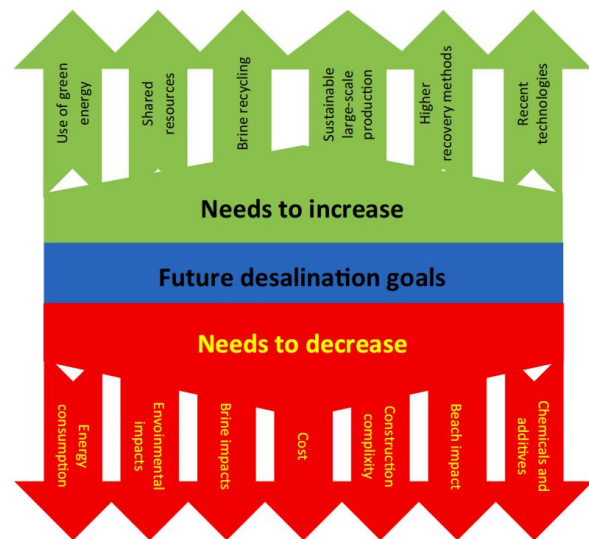 Use of green
energy
Shared
resources
Brine recycling
Sustainable
large-scale
production
Higher
recovery methods
Recent
technologies
Needs to increase
Future desalination goals
Needs to decrease
Energy
consumption
Envoinmental
impacts
Brine impacts
Cost
Construction
complixity
Beach impact
Chemicals and
additives